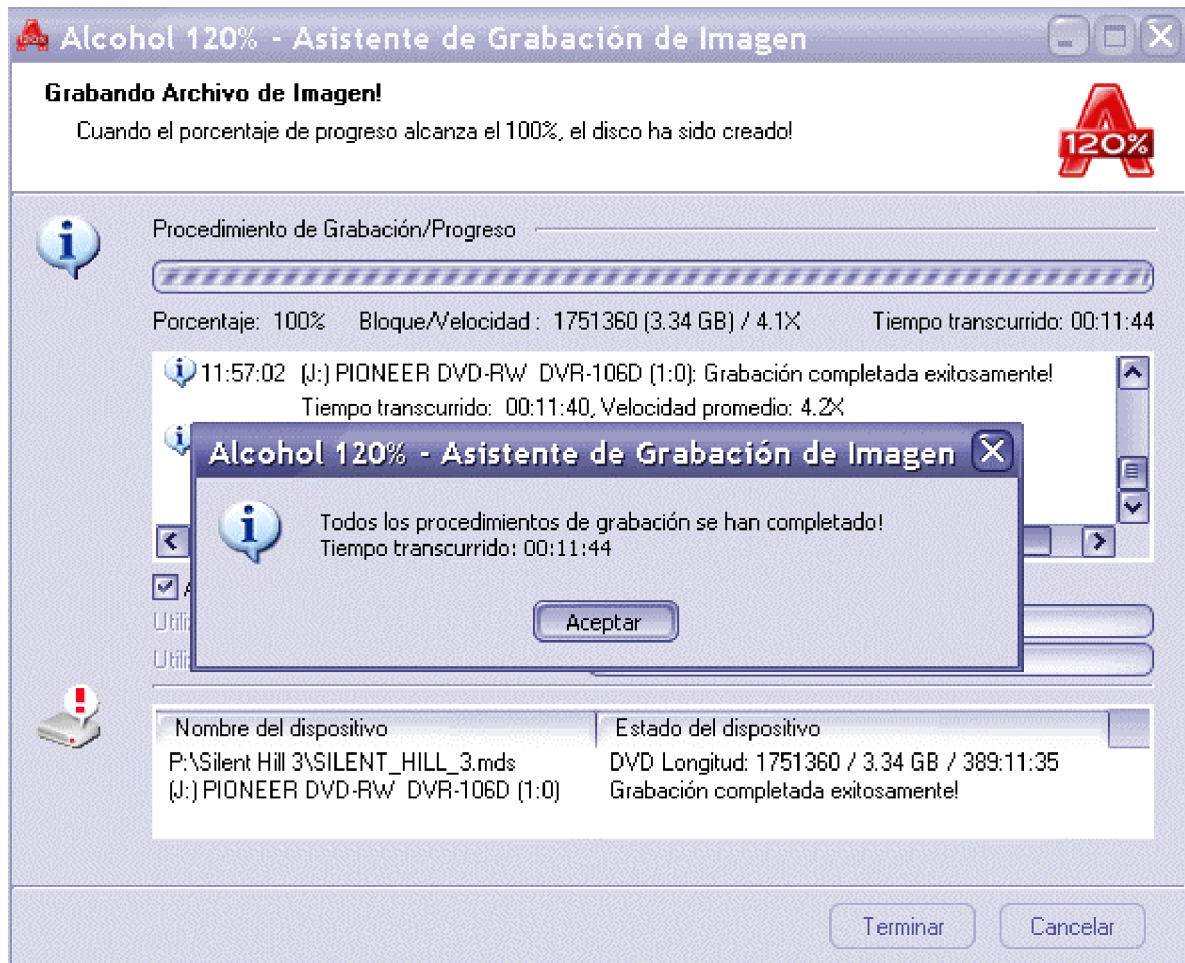 Alcohol 120% - Asistente de Grabación de Imagen
Grabando Archivo de Imagen!
Cuando el porcentaje de progreso alcanza el 100%, el disco ha sido creado!
120%
Procedimiento de Grabación/Progreso
Porcentaje: 100% Bloque/Velocidad : 1751360 (3.34 GB) / 4.1X Tiempo transcurrido: 00:11:44
11:57:02 (J:) PIONEER DVD-RW DVR-106D (1:0): Grabación completada exitosamente!
Tiempo transcurrido: 00:11:40, Velocidad promedio: 4.2X
Alcohol 120% - Asistente de Grabación de Imagen
Todos los procedimientos de grabación se han completado!
Tiempo transcurrido: 00:11:44
Aceptar
Nombre del dispositivo Estado del dispositivo
P:\Silent Hill 3\SILENT_HILL_3.mds DVD Longitud: 1751360 / 3.34 GB / 389:11:35
(J:) PIONEER DVD-RW DVR-106D (1:0) Grabación completada exitosamente!
Terminar Cancelar